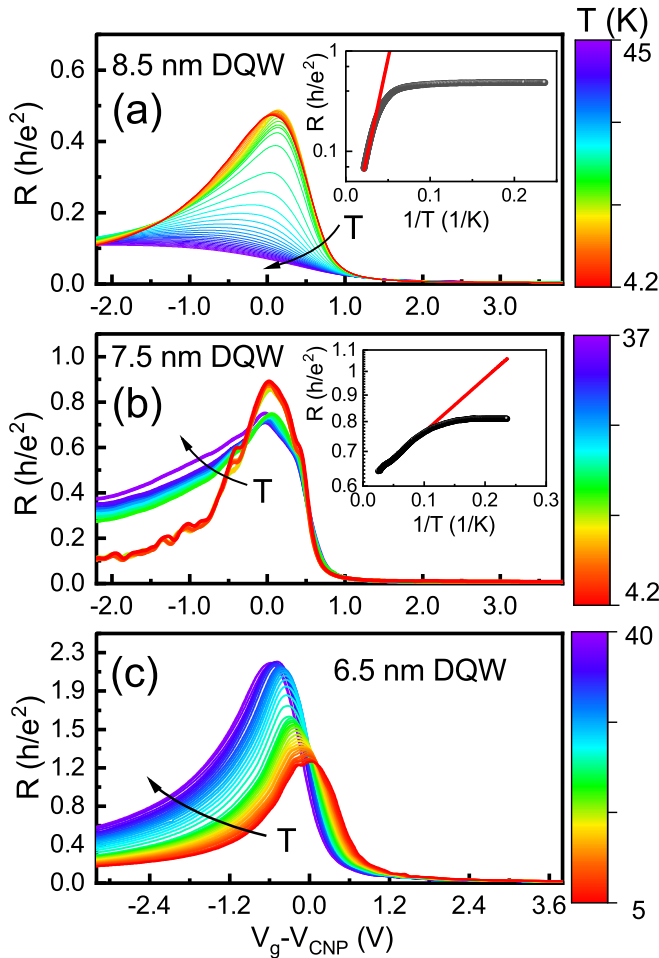 T (K)
8.5 nm DQW
(a)
R (h/e²)
0.6
0.4
0.2
0.0
-2.0 -1.0 0.0 1.0 2.0 3.0
T
R (h/e²)
1
0.1
0.0 0.1 0.2
1/T (1/K)
45
4.2
7.5 nm DQW
(b)
R (h/e²)
1.0
0.8
0.6
0.4
0.2
0.0
-2.0 -1.0 0.0 1.0 2.0 3.0
T
R (h/e²)
1.1
1.0
0.9
0.8
0.7
0.6
0.0 0.1 0.2 0.3
1/T (1/K)
37
4.2
(c)
6.5 nm DQW
R (h/e²)
2.3
1.9
1.5
1.2
0.8
0.4
0.0
-2.4 -1.2 0.0 1.2 2.4 3.6
T
V<sub>g</sub>-V<sub>CNP</sub> (V)
40
5